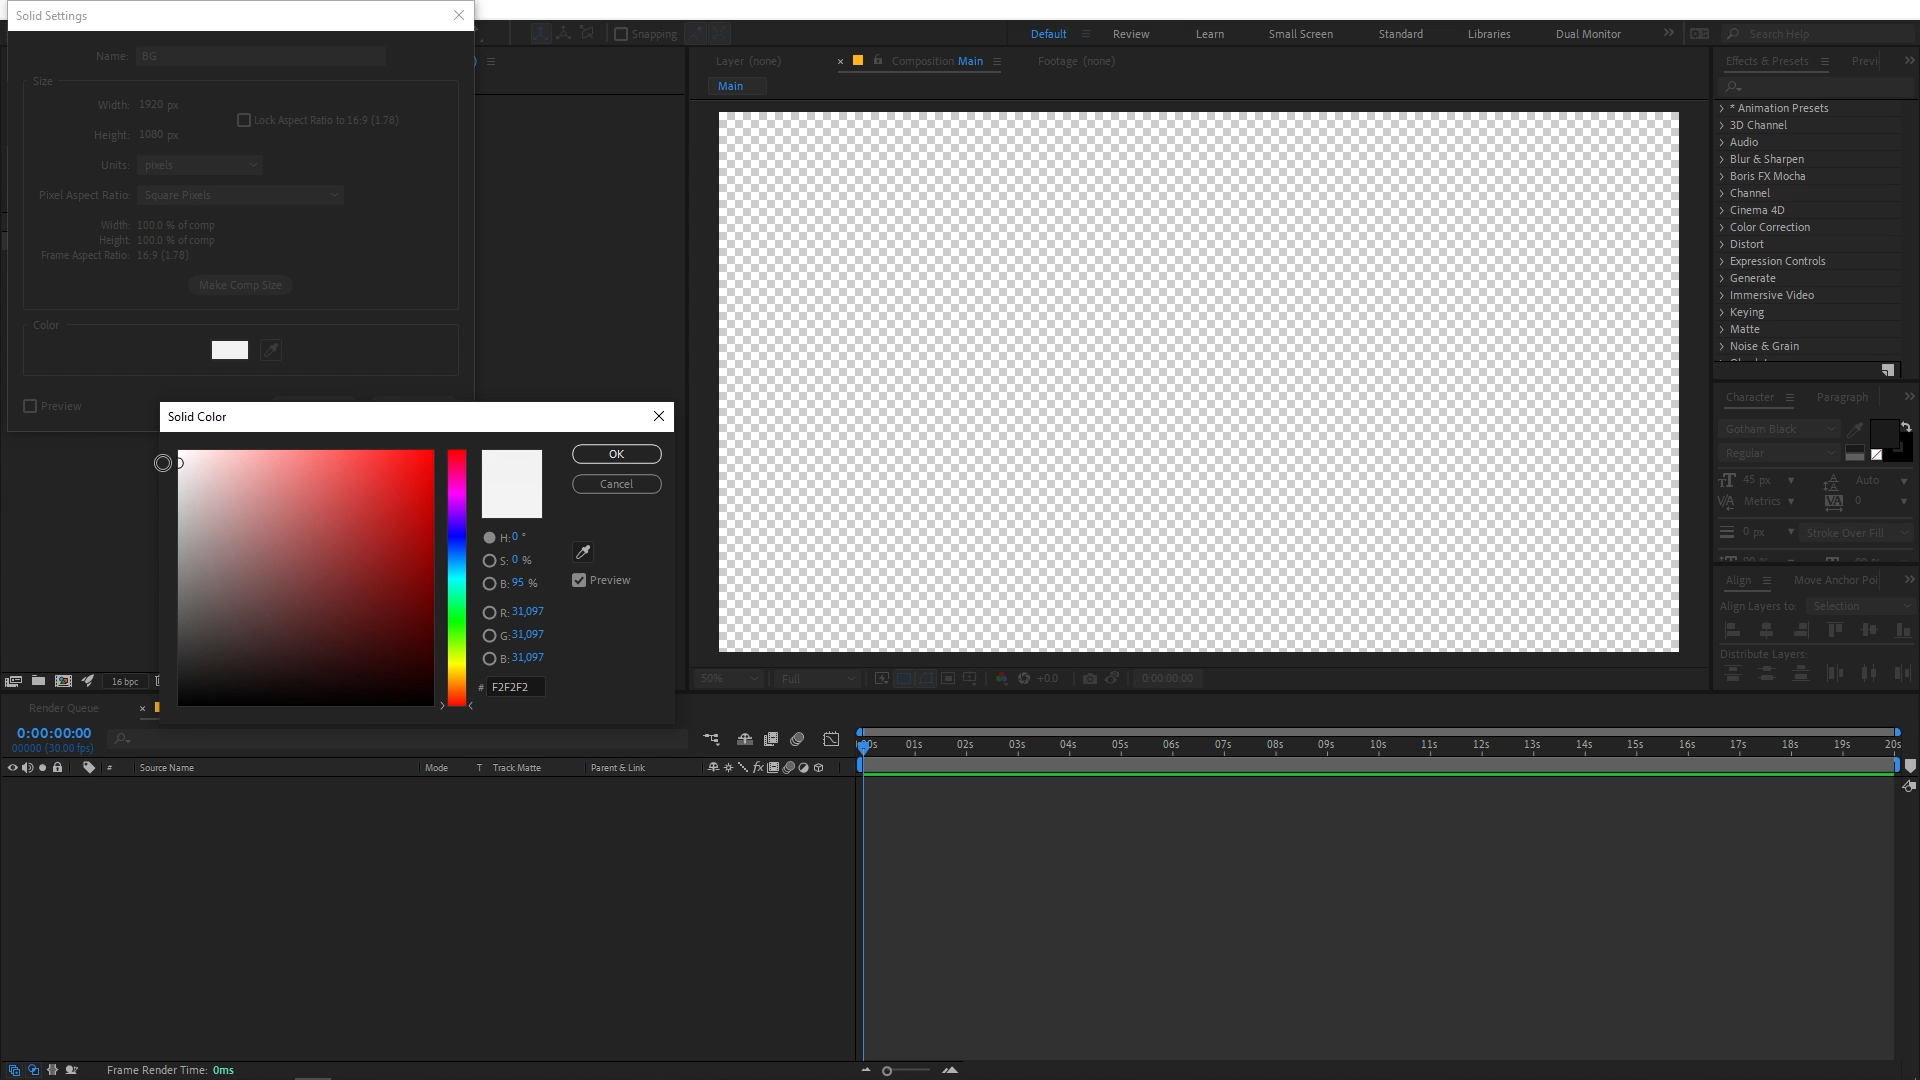 Solid Settings
Name: BG
Size
Width: 1920 px
Lock Aspect Ratio to 16:9 (1.78)
Height: 1080 px
Units: pixels
Pixel Aspect Ratio: Square Pixels
Width: 100.0 % of comp
Height: 100.0 % of comp
Frame Aspect Ratio: 16:9 (1.78)
Make Comp Size
Color
Preview
Solid Color
OK
Cancel
H: 0 °
S: 0 %
B: 95 %
Preview
R: 31,097
G: 31,097
B: 31,097
# F2F2F2
Snapping
Default
Review
Learn
Small Screen
Standard
Libraries
Dual Monitor
Search Help
Layer (none)
Composition Main
Footage (none)
Main
Effects & Presets
Previ
* Animation Presets
3D Channel
Audio
Blur & Sharpen
Boris FX Mocha
Channel
Cinema 4D
Color Correction
Distort
Expression Controls
Generate
Immersive Video
Keying
Matte
Noise & Grain
Character
Paragraph
Gotham Black
Regular
45 px
Auto
Metrics
0
0 px
Stroke Over Fill
Align
Move Anchor Poi
Align Layers to: Selection
Distribute Layers:
50%
Full
+0.0
0:00:00:00
16 bpc
Render Queue
0:00:00:00
00000 (30.00 fps)
# Source Name
Mode
T Track Matte
Parent & Link
fx
01s 02s 03s 04s 05s 06s 07s 08s 09s 10s 11s 12s 13s 14s 15s 16s 17s 18s 19s 20s
Frame Render Time: 0ms